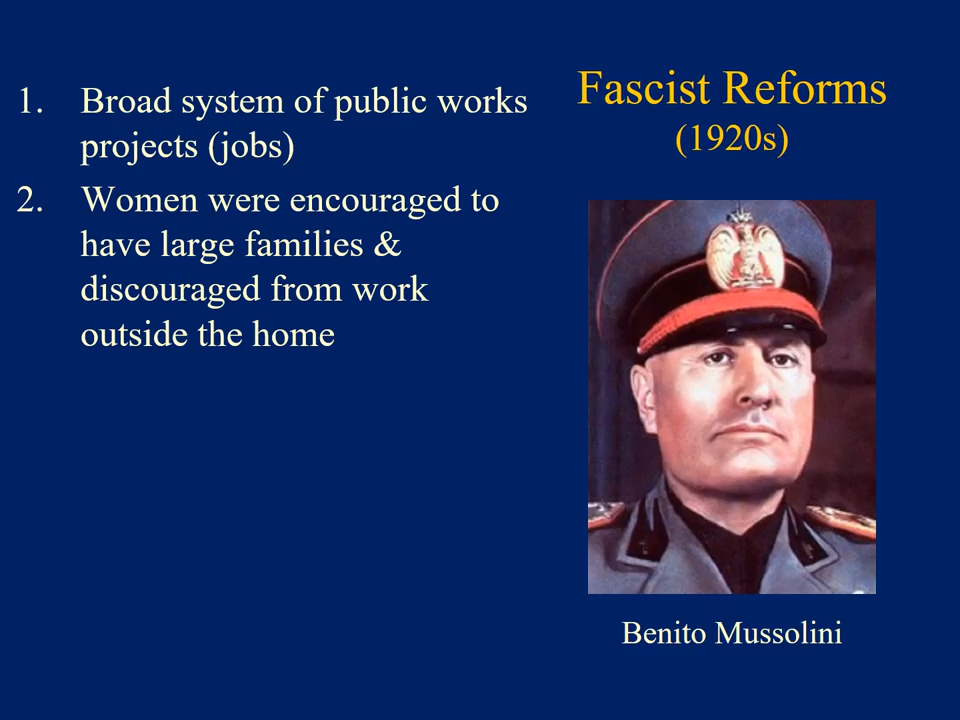 Fascist Reforms
(1920s)
1. Broad system of public works
projects (jobs)
2. Women were encouraged to
have large families &
discouraged from work
outside the home
Benito Mussolini